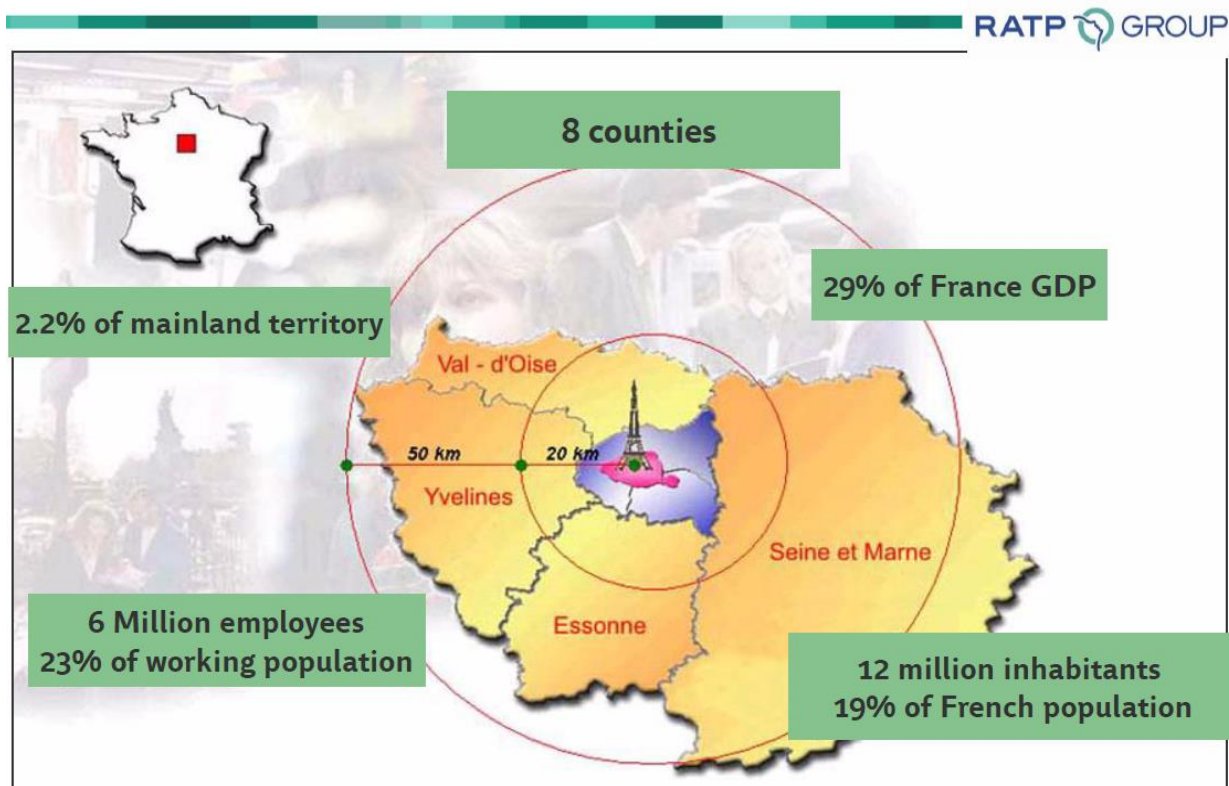 RATP GROUP
8 counties
29% of France GDP
2.2% of mainland territory
Val - d'Oise
50 km
20 km
Yvelines
Seine et Marne
Essonne
6 Million employees
23% of working population
12 million inhabitants
19% of French population